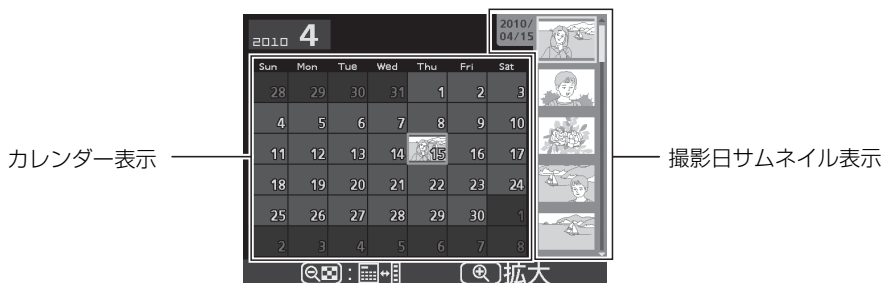 2010 4
2010/
04/15
Sun Mon Tue Wed Thu Fri Sat
28 29 30 31 1 2 3
4 5 6 7 8 9 10
11 12 13 14 15 16 17
18 19 20 21 22 23 24
25 26 27 28 29 30 1
2 3 4 5 6 7 8
カレンダー表示
撮影日サムネイル表示
: 拡大